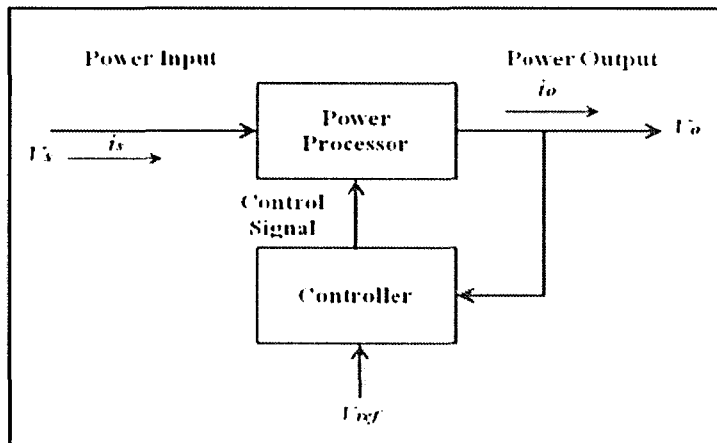 Power Input
Power Output
io
Power
Processor
Vs
is
Vo
Control
Signal
Controller
Vref